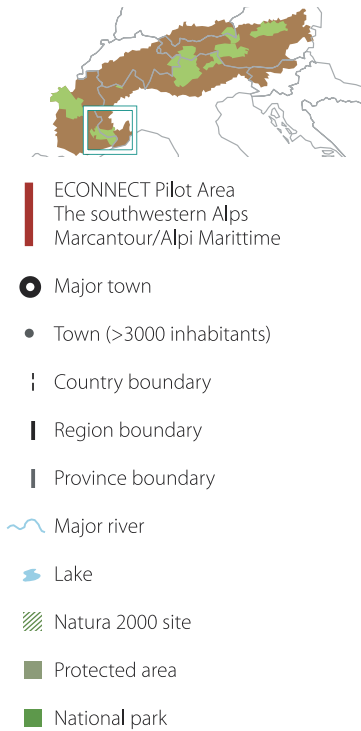 ECONNECT Pilot Area
The southwestern Alps
Marcantour/Alpi Marittime
Major town
Town (>3000 inhabitants)
Country boundary
Region boundary
Province boundary
Major river
Lake
Natura 2000 site
Protected area
National park